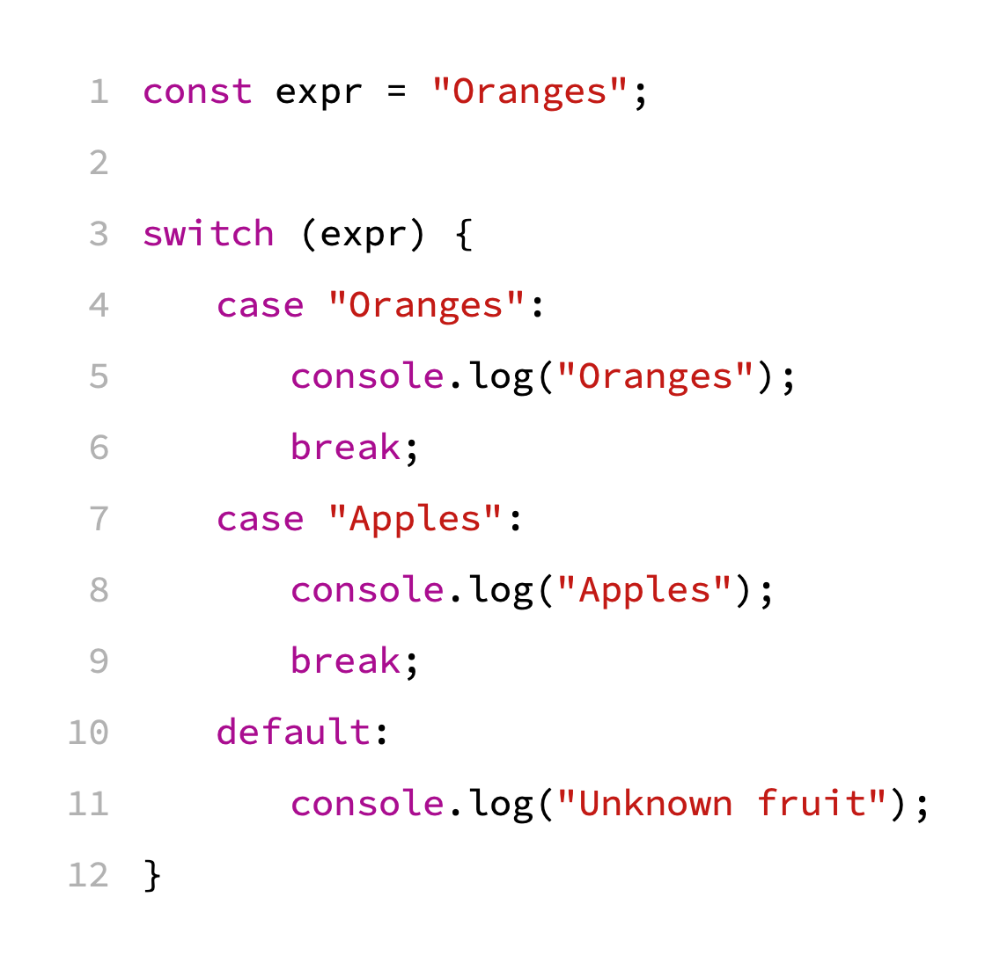 1 const expr = "Oranges";
2
3 switch (expr) {
4     case "Oranges":
5         console.log("Oranges");
6         break;
7     case "Apples":
8         console.log("Apples");
9         break;
10     default:
11         console.log("Unknown fruit");
12 }